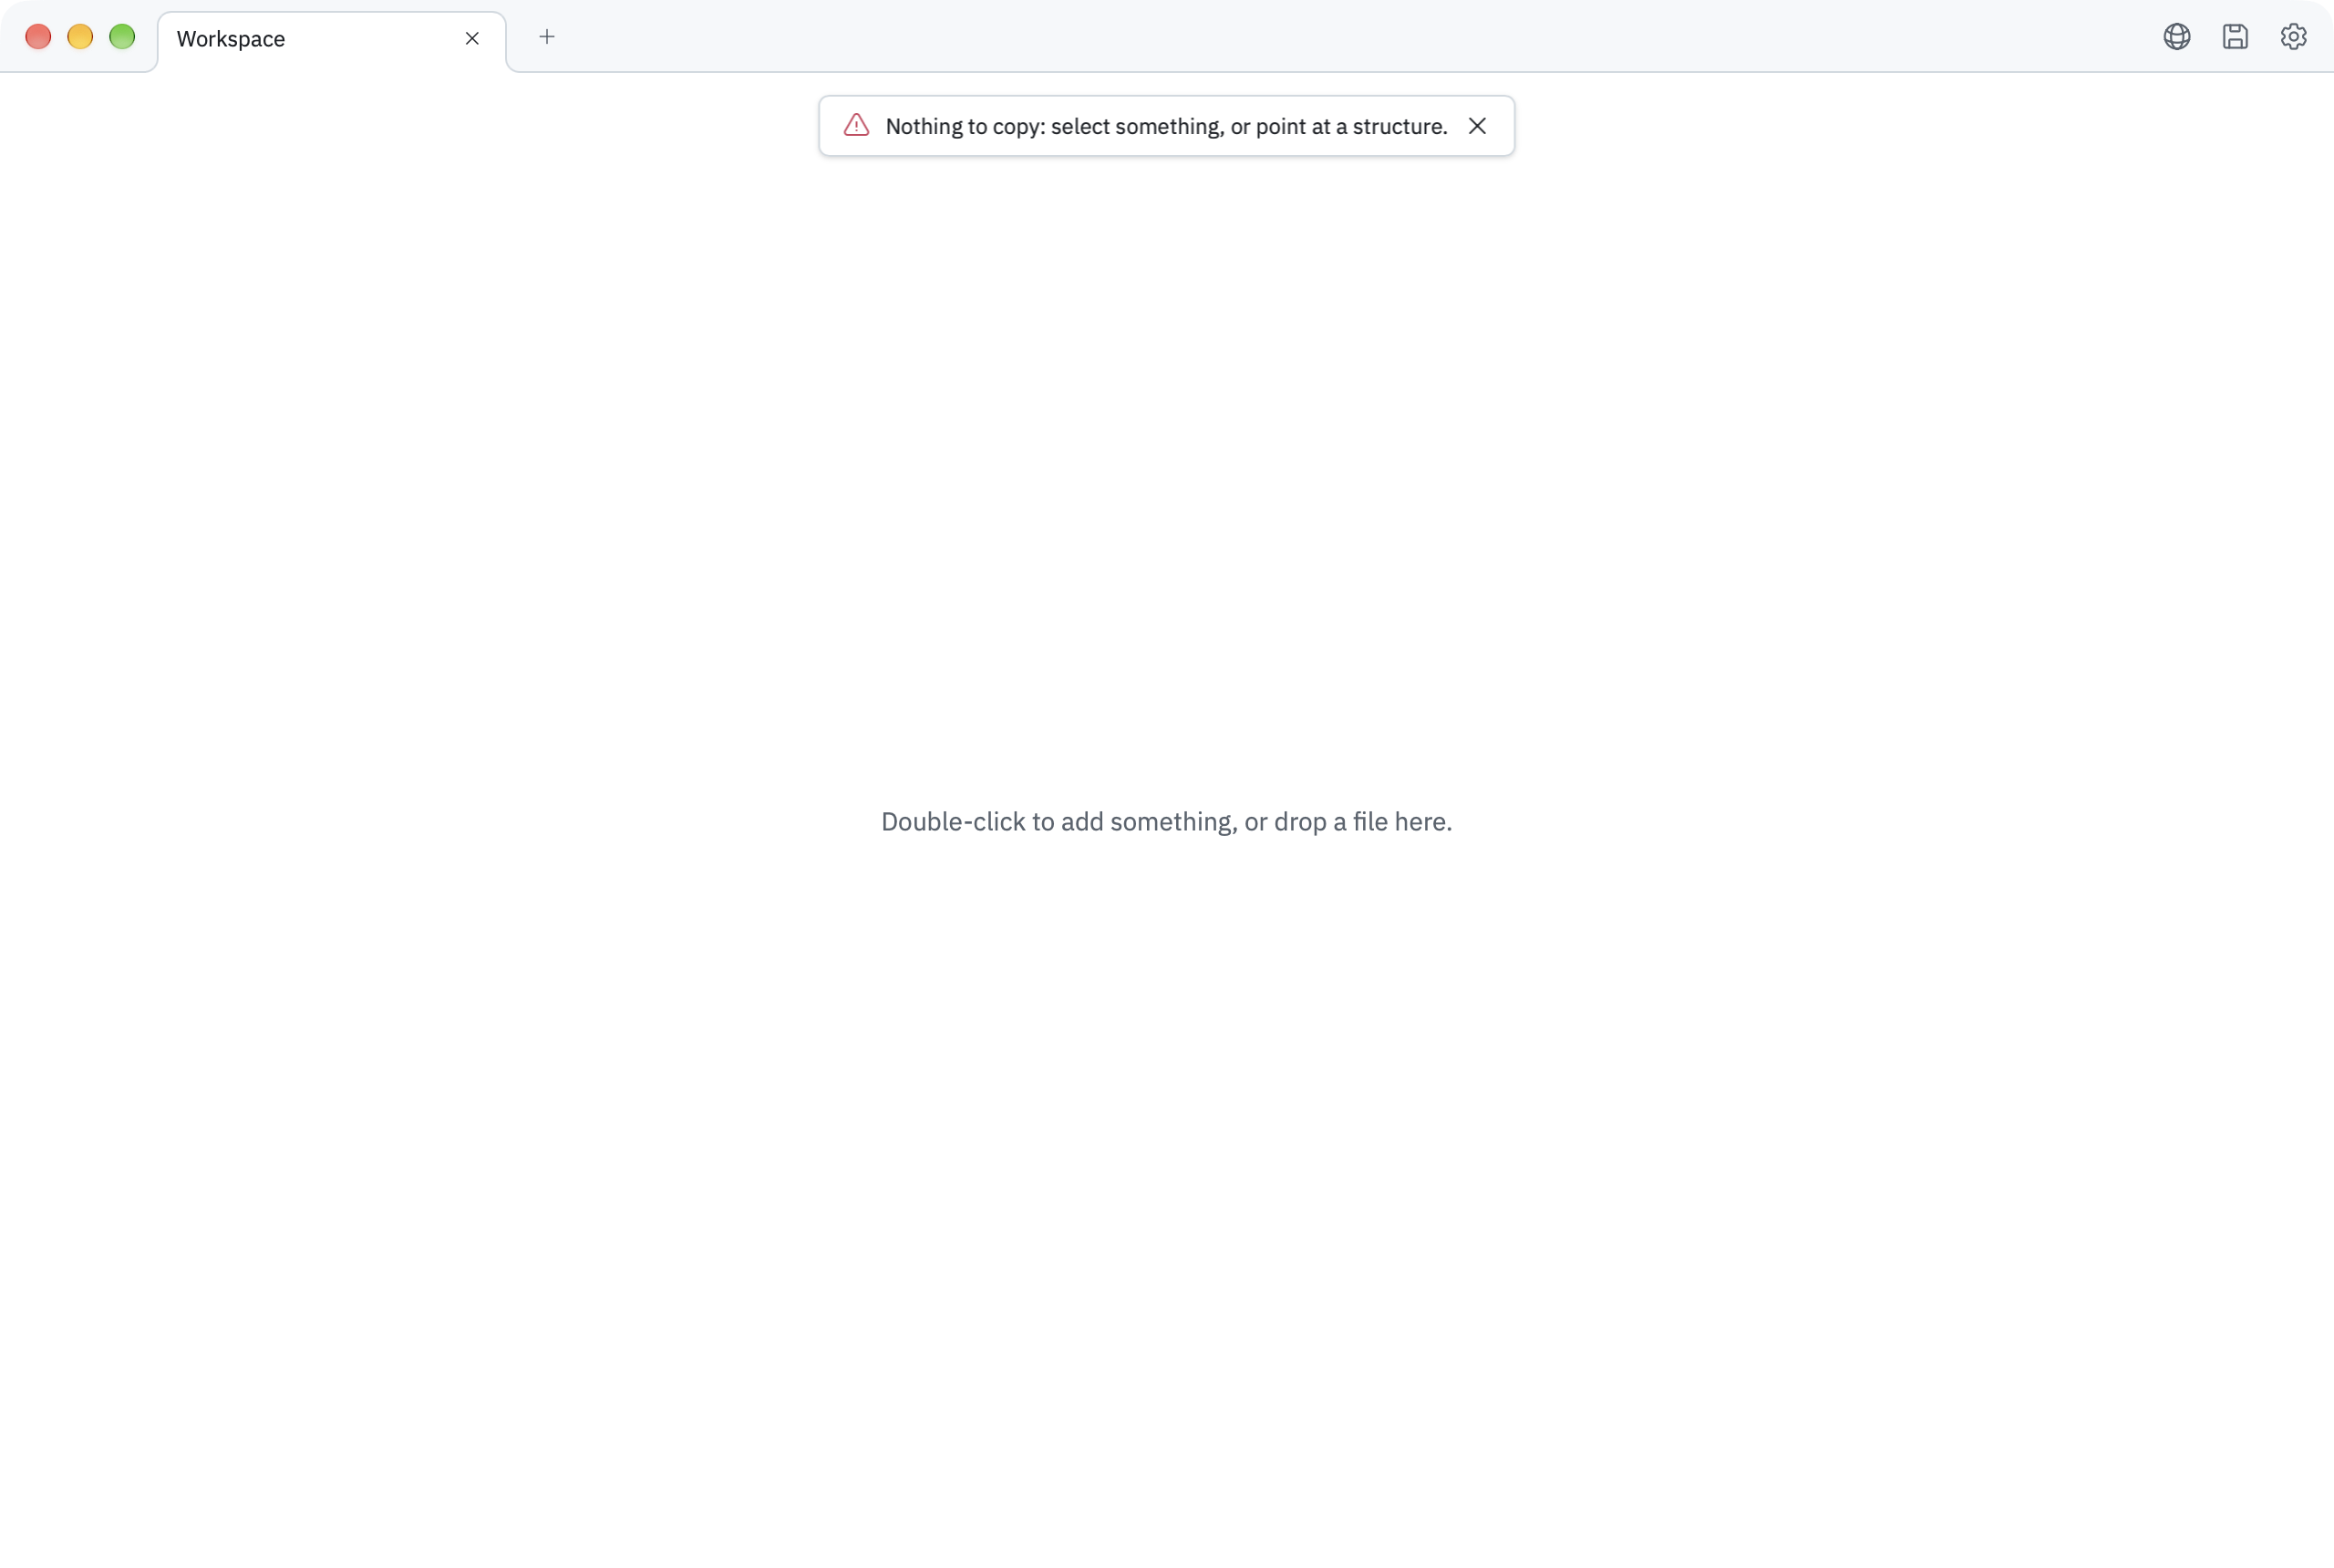 Workspace
Nothing to copy: select something, or point at a structure.
Double-click to add something, or drop a file here.